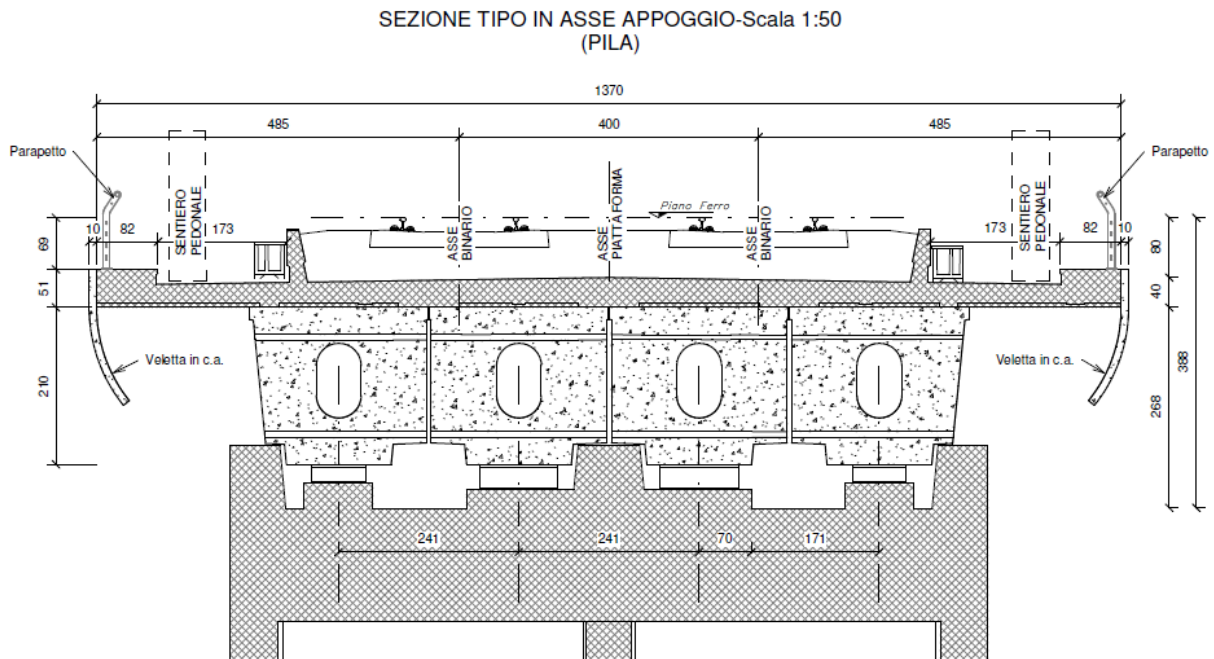 SEZIONE TIPO IN ASSE APPOGGIO-Scala 1:50
(PILA)
1370
485
400
485
Parapetto
Parapetto
SENTIERO
PEDONALE
ASSE
BINARIO
ASSE
PIATTAFORMA
Piano Ferro
ASSE
BINARIO
SENTIERO
PEDONALE
10
82
173
173
82
10
69
51
210
80
40
388
268
Veletta in c.a.
Veletta in c.a.
241
241
70
171